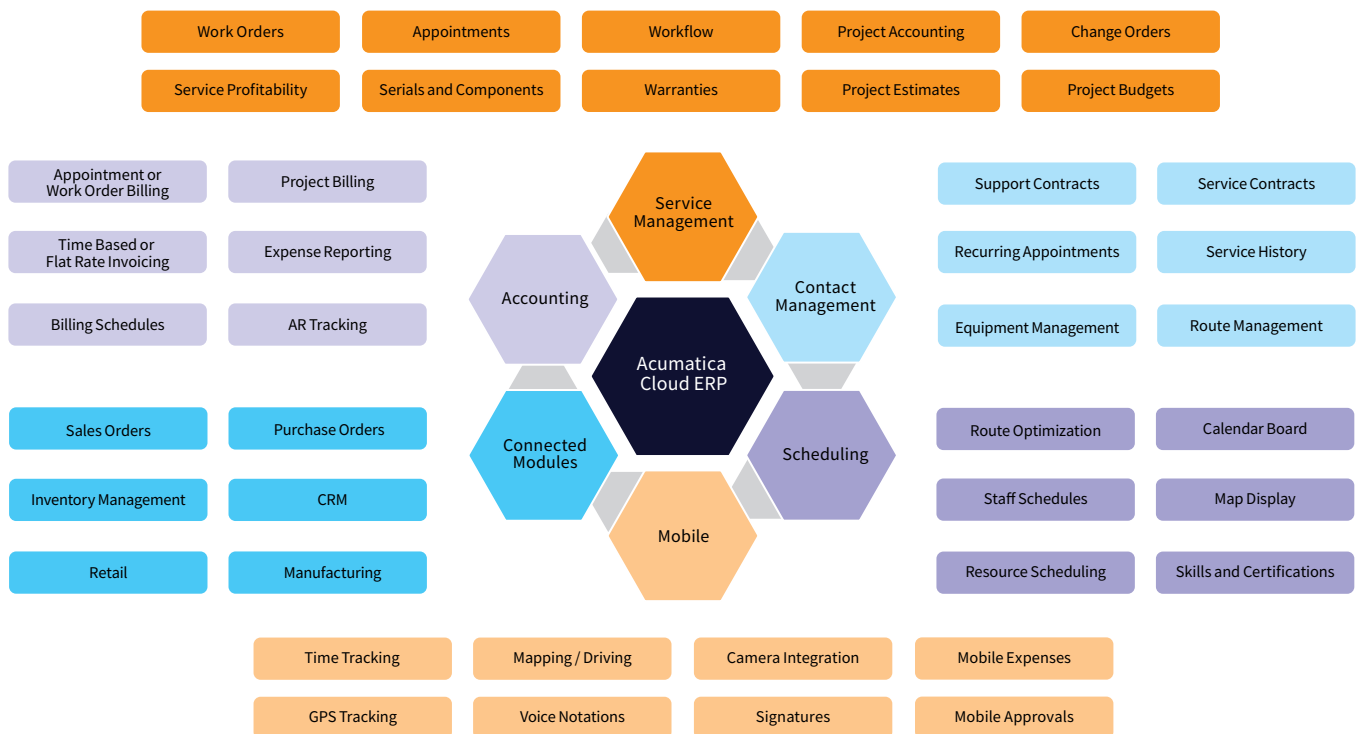 Work Orders
Appointments
Workflow
Project Accounting
Change Orders
Service Profitability
Serials and Components
Warranties
Project Estimates
Project Budgets
Appointment or
Work Order Billing
Project Billing
Time Based or
Flat Rate Invoicing
Expense Reporting
Billing Schedules
AR Tracking
Service
Management
Accounting
Contact
Management
Acumatica
Cloud ERP
Connected
Modules
Scheduling
Mobile
Support Contracts
Service Contracts
Recurring Appointments
Service History
Equipment Management
Route Management
Sales Orders
Purchase Orders
Inventory Management
CRM
Retail
Manufacturing
Route Optimization
Calendar Board
Staff Schedules
Map Display
Resource Scheduling
Skills and Certifications
Time Tracking
Mapping / Driving
Camera Integration
Mobile Expenses
GPS Tracking
Voice Notations
Signatures
Mobile Approvals